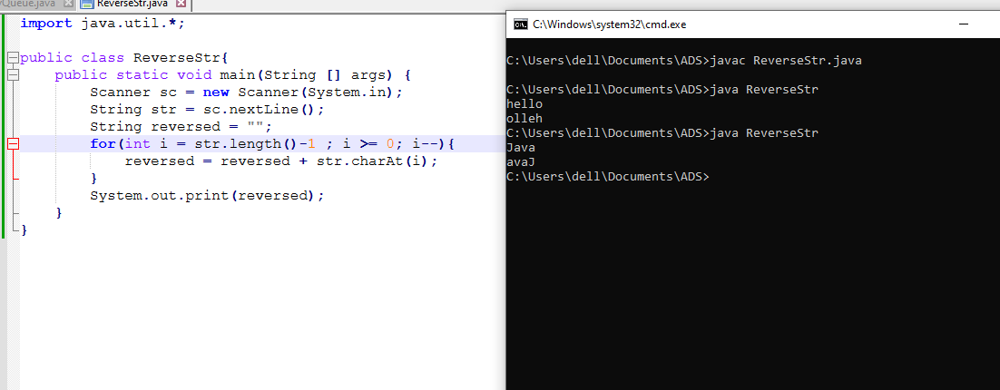 yQueue.java ReverseStr.java
import java.util.*;
public class ReverseStr{
public static void main(String [] args) {
Scanner sc = new Scanner(System.in);
String str = sc.nextLine();
String reversed = "";
for(int i = str.length()-1 ; i >= 0; i--){
reversed = reversed + str.charAt(i);
}
System.out.print(reversed);
}
}
C:\Windows\system32\cmd.exe
C:\Users\dell\Documents\ADS>javac ReverseStr.java
C:\Users\dell\Documents\ADS>java ReverseStr
hello
olleh
C:\Users\dell\Documents\ADS>java ReverseStr
Java
avaJ
C:\Users\dell\Documents\ADS>